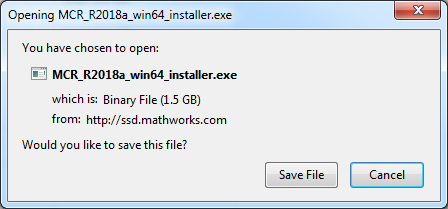 Opening MCR_R2018a_win64_installer.exe
You have chosen to open:
MCR_R2018a_win64_installer.exe
which is: Binary File (1.5 GB)
from: http://ssd.mathworks.com
Would you like to save this file?
Save File Cancel